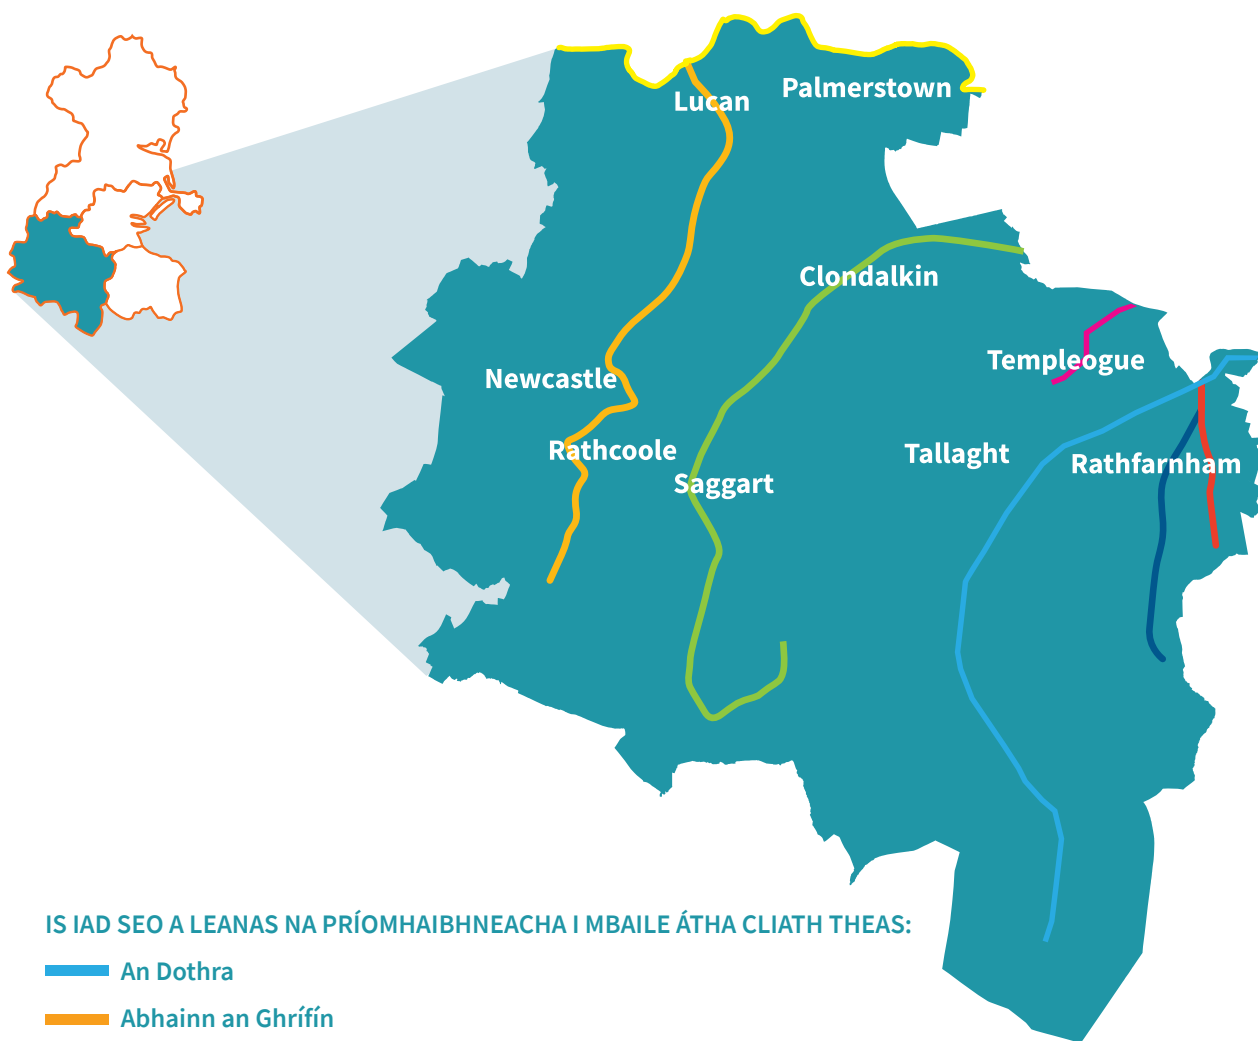 Lucan
Palmerstown
Clondalkin
Templeogue
Newcastle
Rathcoole
Saggart
Tallaght
Rathfarnham
IS IAD SEO A LEANAS NA PRÍOMHAIBHNEACHA I MBAILE ÁTHA CLIATH THEAS:
An Dothra
Abhainn an Ghrífín